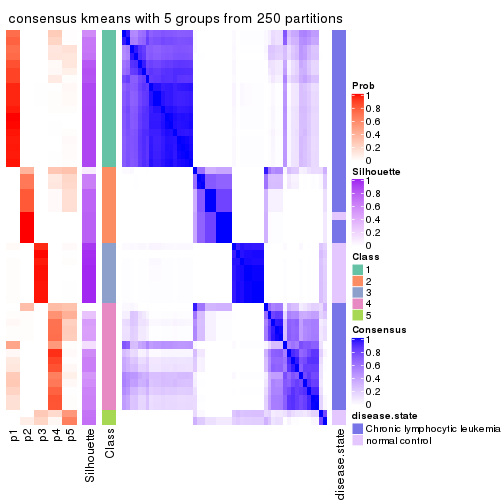 consensus kmeans with 5 groups from 250 partitions
Prob
1
0.8
0.6
0.4
0.2
0
Silhouette
1
0.8
0.6
0.4
0.2
0
Class
1
2
3
4
5
Consensus
1
0.8
0.6
0.4
0.2
0
disease.state
Chronic lymphocytic leukemia
normal control
p1
p2
p3
p4
p5
Silhouette
Class
disease.state